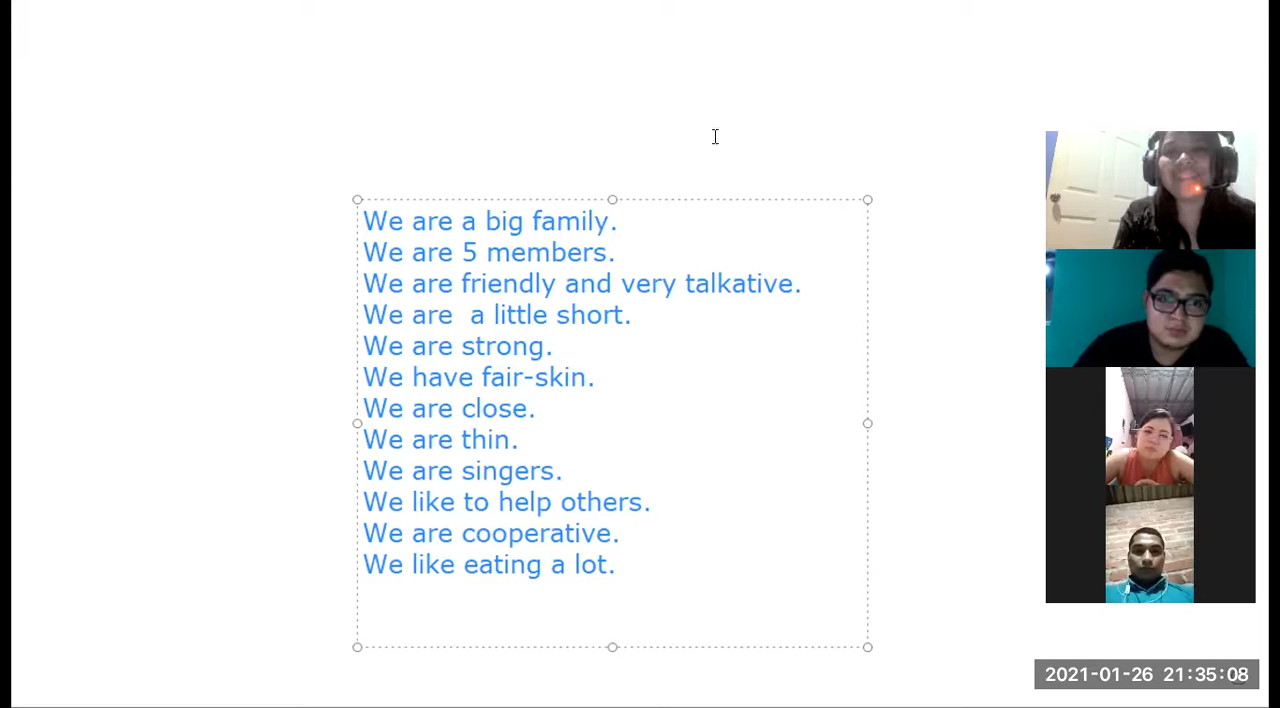 We are a big family.
We are 5 members.
We are friendly and very talkative.
We are  a little short.
We are strong.
We have fair-skin.
We are close.
We are thin.
We are singers.
We like to help others.
We are cooperative.
We like eating a lot.
2021-01-26 21:35:08